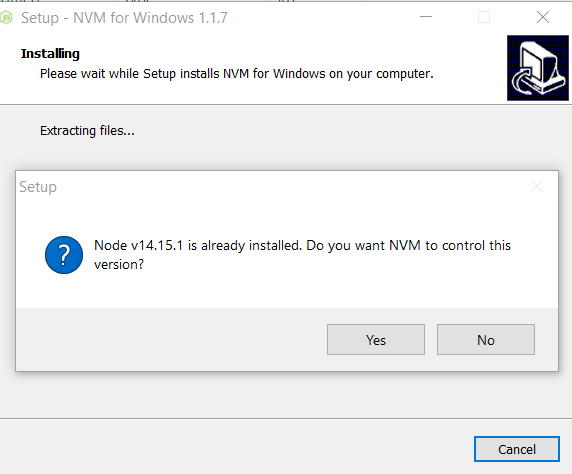 Setup - NVM for Windows 1.1.7
Installing
Please wait while Setup installs NVM for Windows on your computer.
Extracting files...
Setup
Node v14.15.1 is already installed. Do you want NVM to control this
version?
Yes
No
Cancel